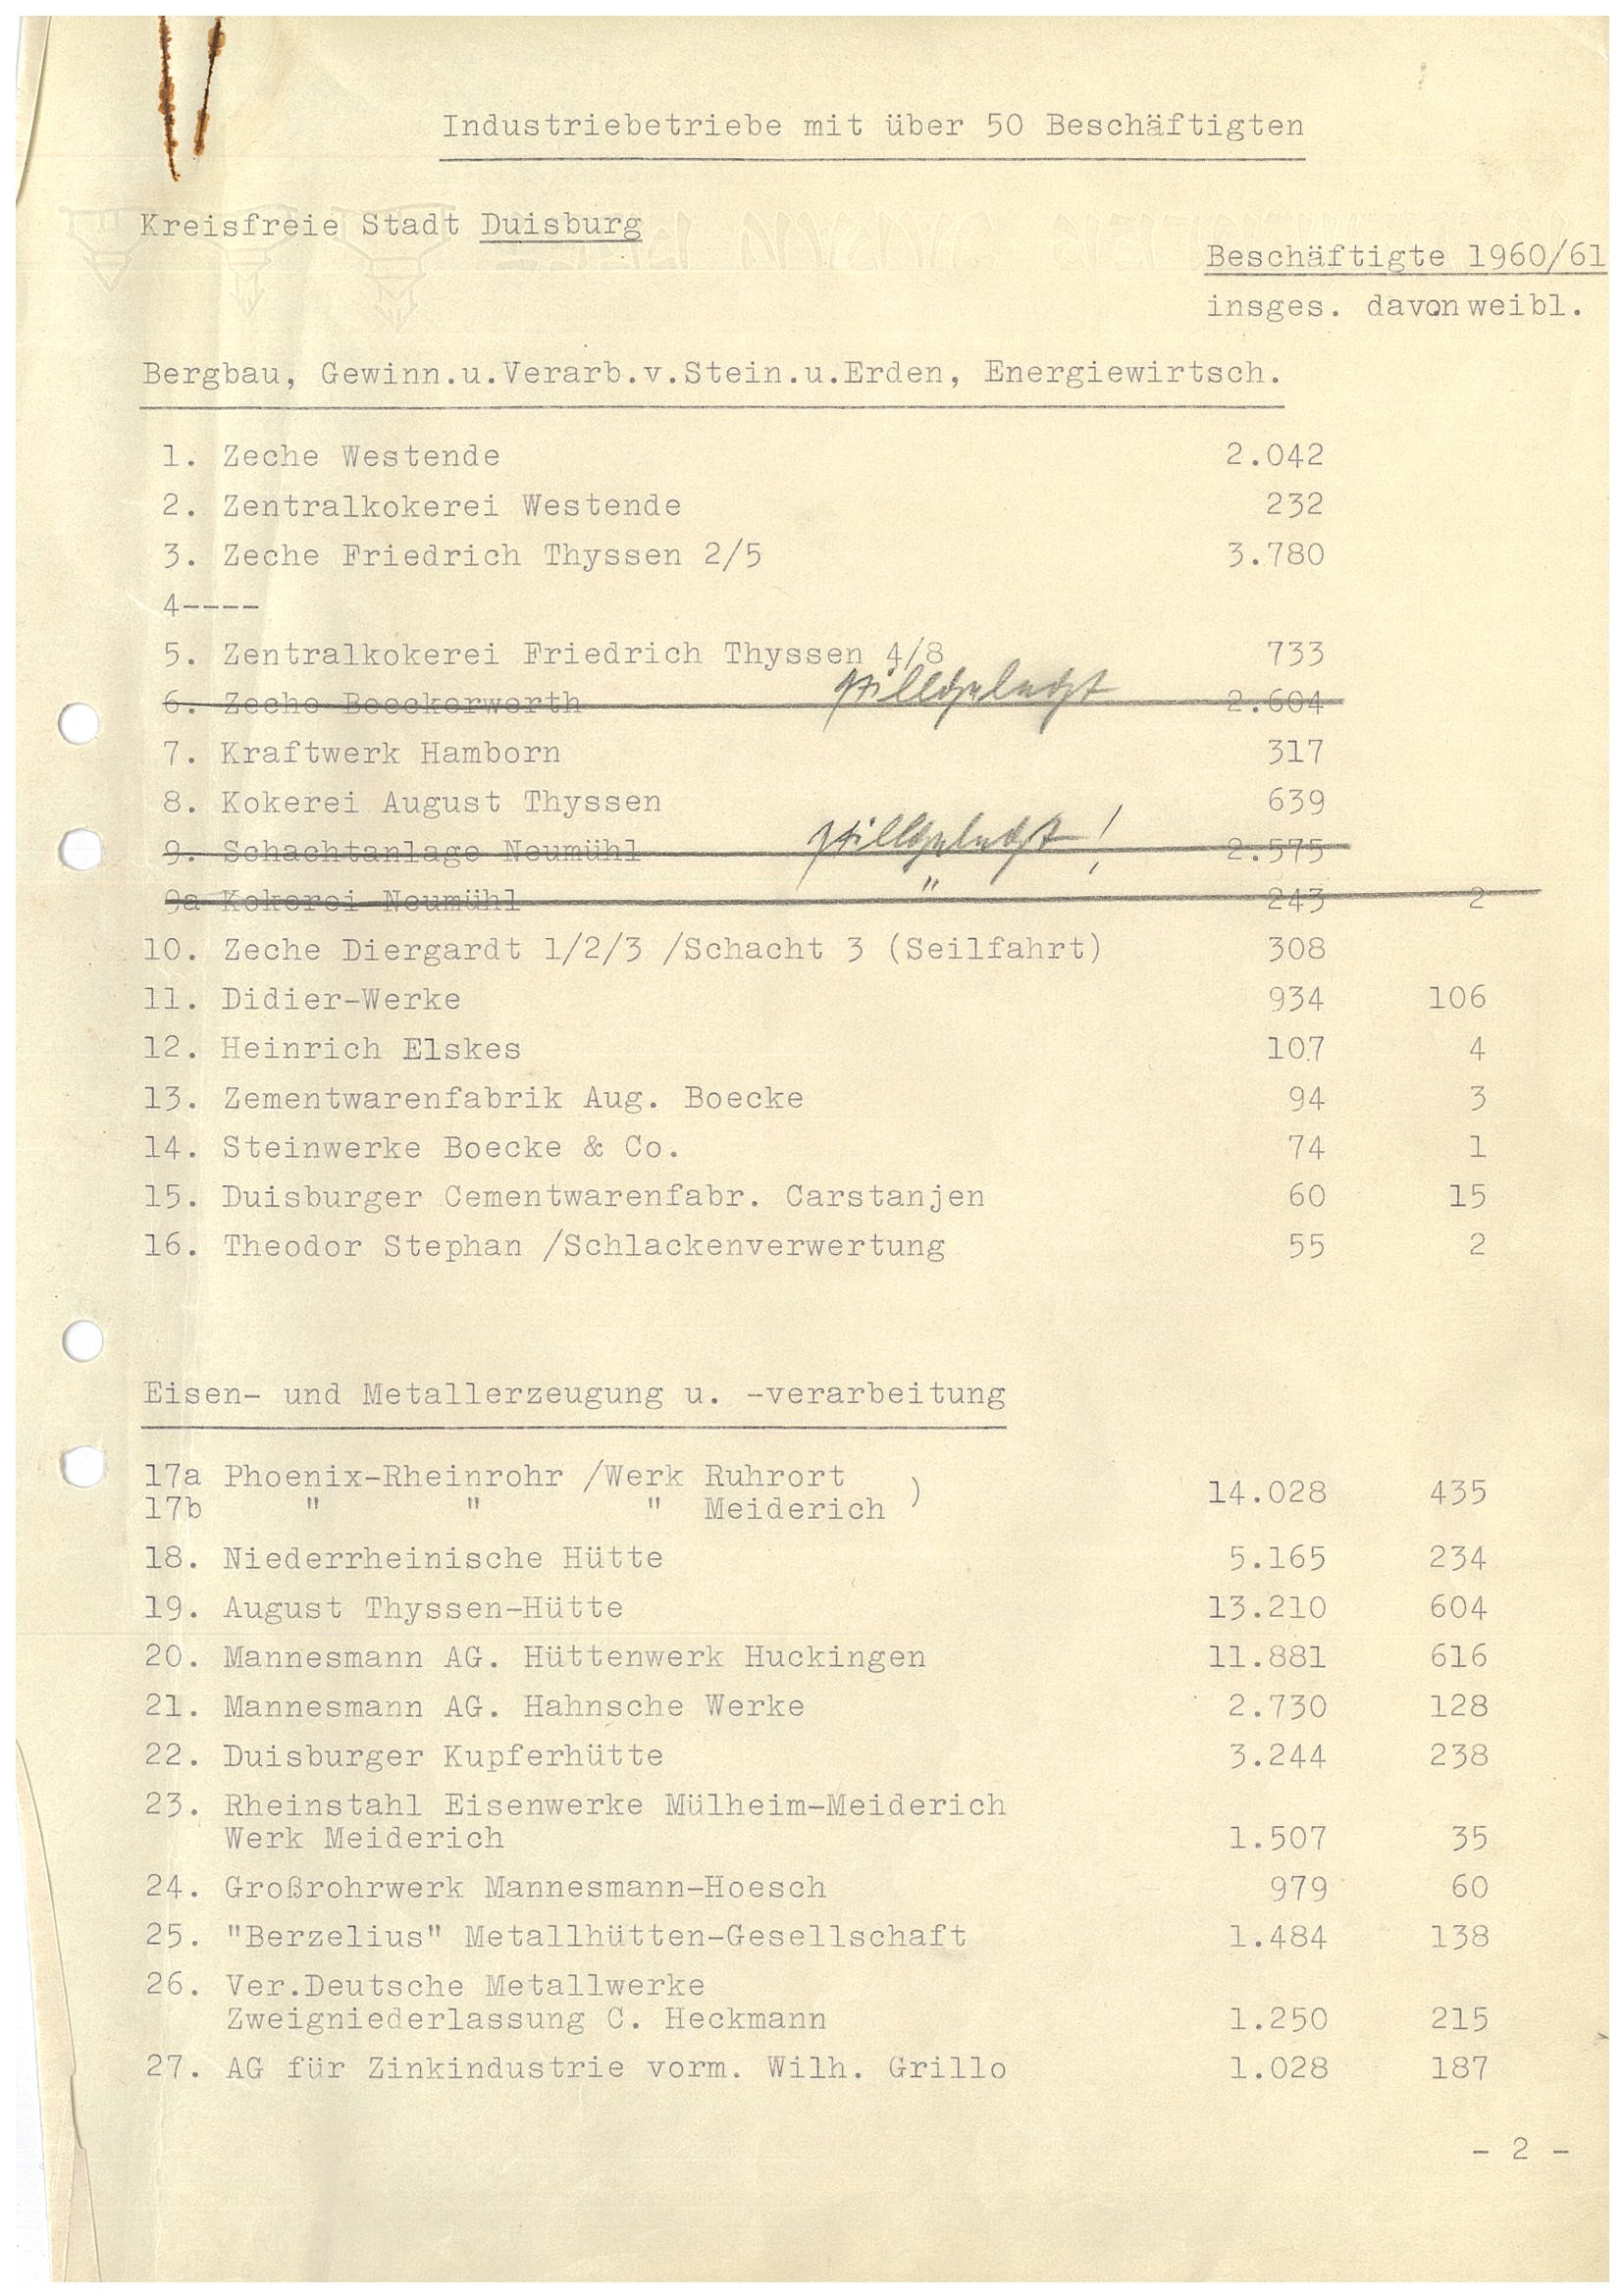 Industriebetriebe mit über 50 Beschäftigten
Kreisfreie Stadt Duisburg
Beschäftigte 1960/61
insges. davon weibl.
Bergbau, Gewinn.u.Verarb.v.Stein.u.Erden, Energiewirtsch.
1. Zeche Westende 2.042
2. Zentralkokerei Westende 232
3. Zeche Friedrich Thyssen 2/5 3.780
4----
5. Zentralkokerei Friedrich Thyssen 4/8 733
6. Zeche Beeckerwerth stillgelegt 2.604
7. Kraftwerk Hamborn 317
8. Kokerei August Thyssen 639
9. Schachtanlage Neumühl stillgelegt! 2.575
9a Kokerei Neumühl " 243 2
10. Zeche Diergardt 1/2/3 /Schacht 3 (Seilfahrt) 308
11. Didier-Werke 934 106
12. Heinrich Elskes 107 4
13. Zementwarenfabrik Aug. Boecke 94 3
14. Steinwerke Boecke & Co. 74 1
15. Duisburger Cementwarenfabr. Carstanjen 60 15
16. Theodor Stephan /Schlackenverwertung 55 2
Eisen- und Metallerzeugung u. -verarbeitung
17a Phoenix-Rheinrohr /Werk Ruhrort
17b " " " Meiderich ) 14.028 435
18. Niederrheinische Hütte 5.165 234
19. August Thyssen-Hütte 13.210 604
20. Mannesmann AG. Hüttenwerk Huckingen 11.881 616
21. Mannesmann AG. Hahnsche Werke 2.730 128
22. Duisburger Kupferhütte 3.244 238
23. Rheinstahl Eisenwerke Mülheim-Meiderich
Werk Meiderich 1.507 35
24. Großrohrwerk Mannesmann-Hoesch 979 60
25. "Berzelius" Metallhütten-Gesellschaft 1.484 138
26. Ver.Deutsche Metallwerke
Zweigniederlassung C. Heckmann 1.250 215
27. AG für Zinkindustrie vorm. Wilh. Grillo 1.028 187
- 2 -